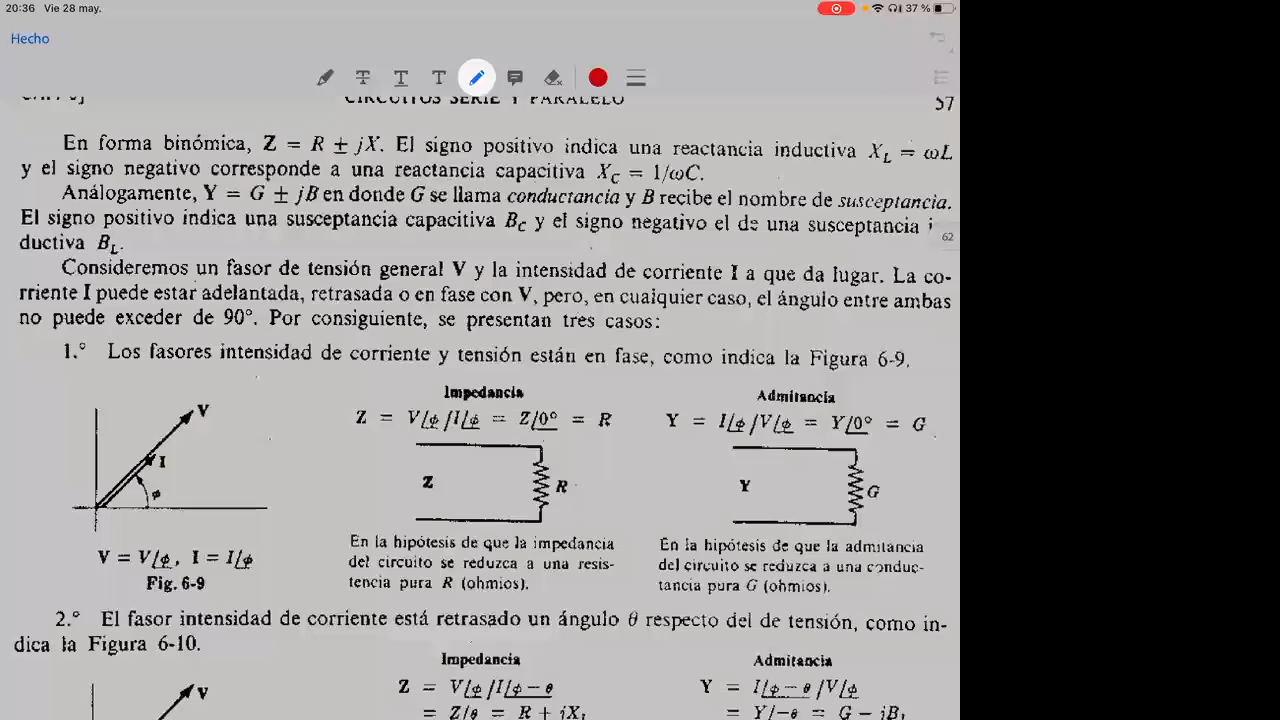 20:36 Vie 28 may.
37 %
Hecho
CIRCUITOS SERIE Y PARALELO 57
En forma binómica, Z = R ± jX. El signo positivo indica una reactancia inductiva X_L = ωL
y el signo negativo corresponde a una reactancia capacitiva X_C = 1/ωC.
Análogamente, Y = G ± jB en donde G se llama conductancia y B recibe el nombre de susceptancia.
El signo positivo indica una susceptancia capacitiva B_C y el signo negativo el de una susceptancia
62
ductiva B_L.
Consideremos un fasor de tensión general V y la intensidad de corriente I a que da lugar. La co-
rriente I puede estar adelantada, retrasada o en fase con V, pero, en cualquier caso, el ángulo entre ambas
no puede exceder de 90°. Por consiguiente, se presentan tres casos:
1.° Los fasores intensidad de corriente y tensión están en fase, como indica la Figura 6-9.
Impedancia
Z = V/ϕ /I/ϕ = Z/0° = R
Admitancia
Y = I/ϕ /V/ϕ = Y/0° = G
V
I
ϕ
Z
R
Y
G
V = V/ϕ, I = I/ϕ
Fig. 6-9
En la hipótesis de que la impedancia
del circuito se reduzca a una resis-
tencia pura R (ohmios).
En la hipótesis de que la admitancia
del circuito se reduzca a una conduc-
tancia pura G (ohmios).
2.° El fasor intensidad de corriente está retrasado un ángulo θ respecto del de tensión, como in-
dica la Figura 6-10.
Impedancia
Z = V/ϕ /I/ϕ − θ
= Z/θ = R + jX_L
Admitancia
Y = I/ϕ − θ /V/ϕ
= Y/−θ = G − jB_L
V